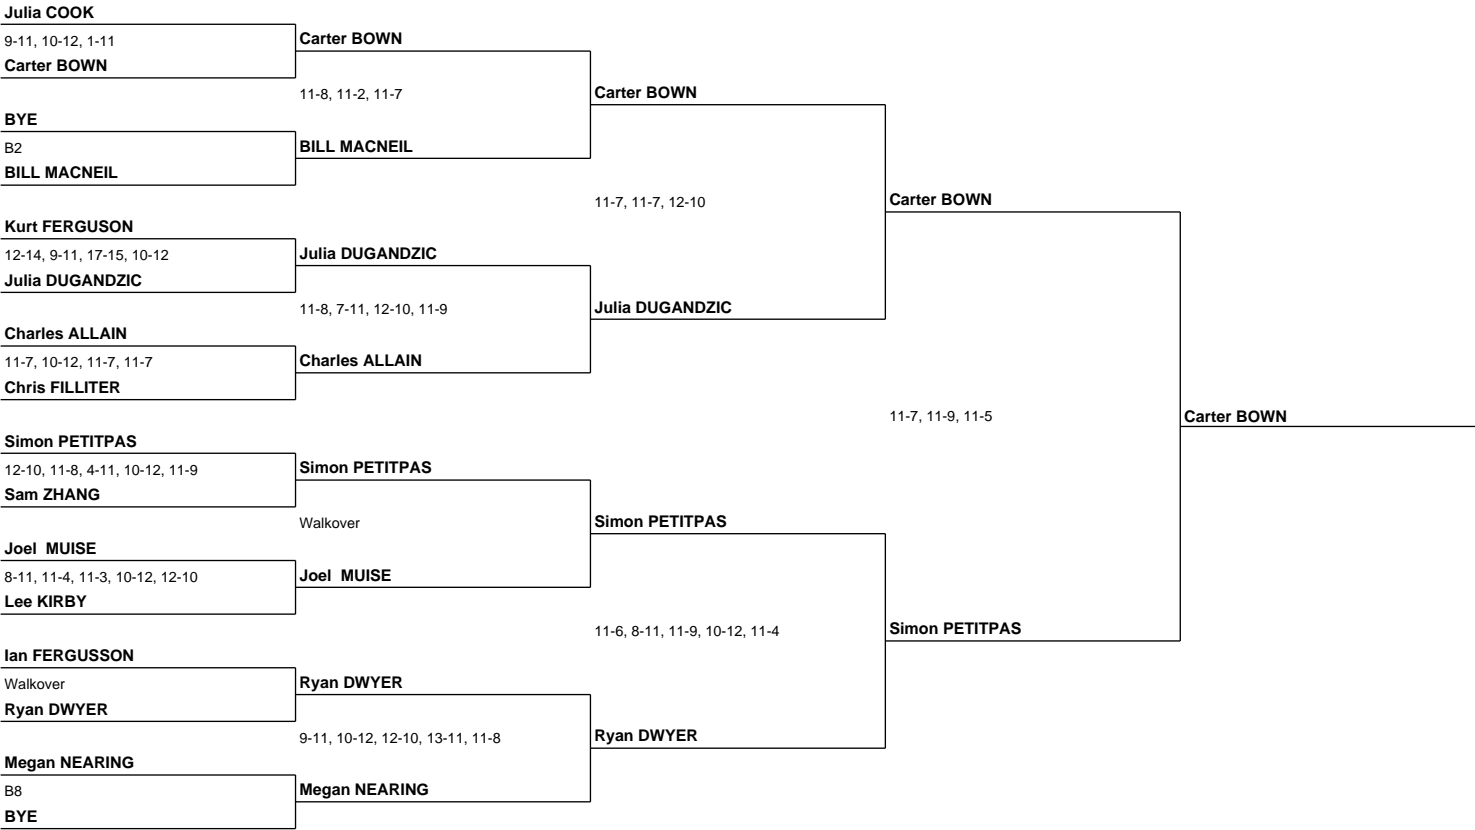 Julia COOK
9-11, 10-12, 1-11
Carter BOWN
Carter BOWN
11-8, 11-2, 11-7
Carter BOWN
BYE
B2
BILL MACNEIL
BILL MACNEIL
11-7, 11-7, 12-10
Carter BOWN
Kurt FERGUSON
12-14, 9-11, 17-15, 10-12
Julia DUGANDZIC
Julia DUGANDZIC
11-8, 7-11, 12-10, 11-9
Julia DUGANDZIC
Charles ALLAIN
11-7, 10-12, 11-7, 11-7
Charles ALLAIN
Chris FILLITER
11-7, 11-9, 11-5
Carter BOWN
Simon PETITPAS
12-10, 11-8, 4-11, 10-12, 11-9
Simon PETITPAS
Sam ZHANG
Walkover
Simon PETITPAS
Joel  MUISE
8-11, 11-4, 11-3, 10-12, 12-10
Joel  MUISE
Lee KIRBY
11-6, 8-11, 11-9, 10-12, 11-4
Simon PETITPAS
Ian FERGUSSON
Walkover
Ryan DWYER
Ryan DWYER
9-11, 10-12, 12-10, 13-11, 11-8
Ryan DWYER
Megan NEARING
B8
Megan NEARING
BYE